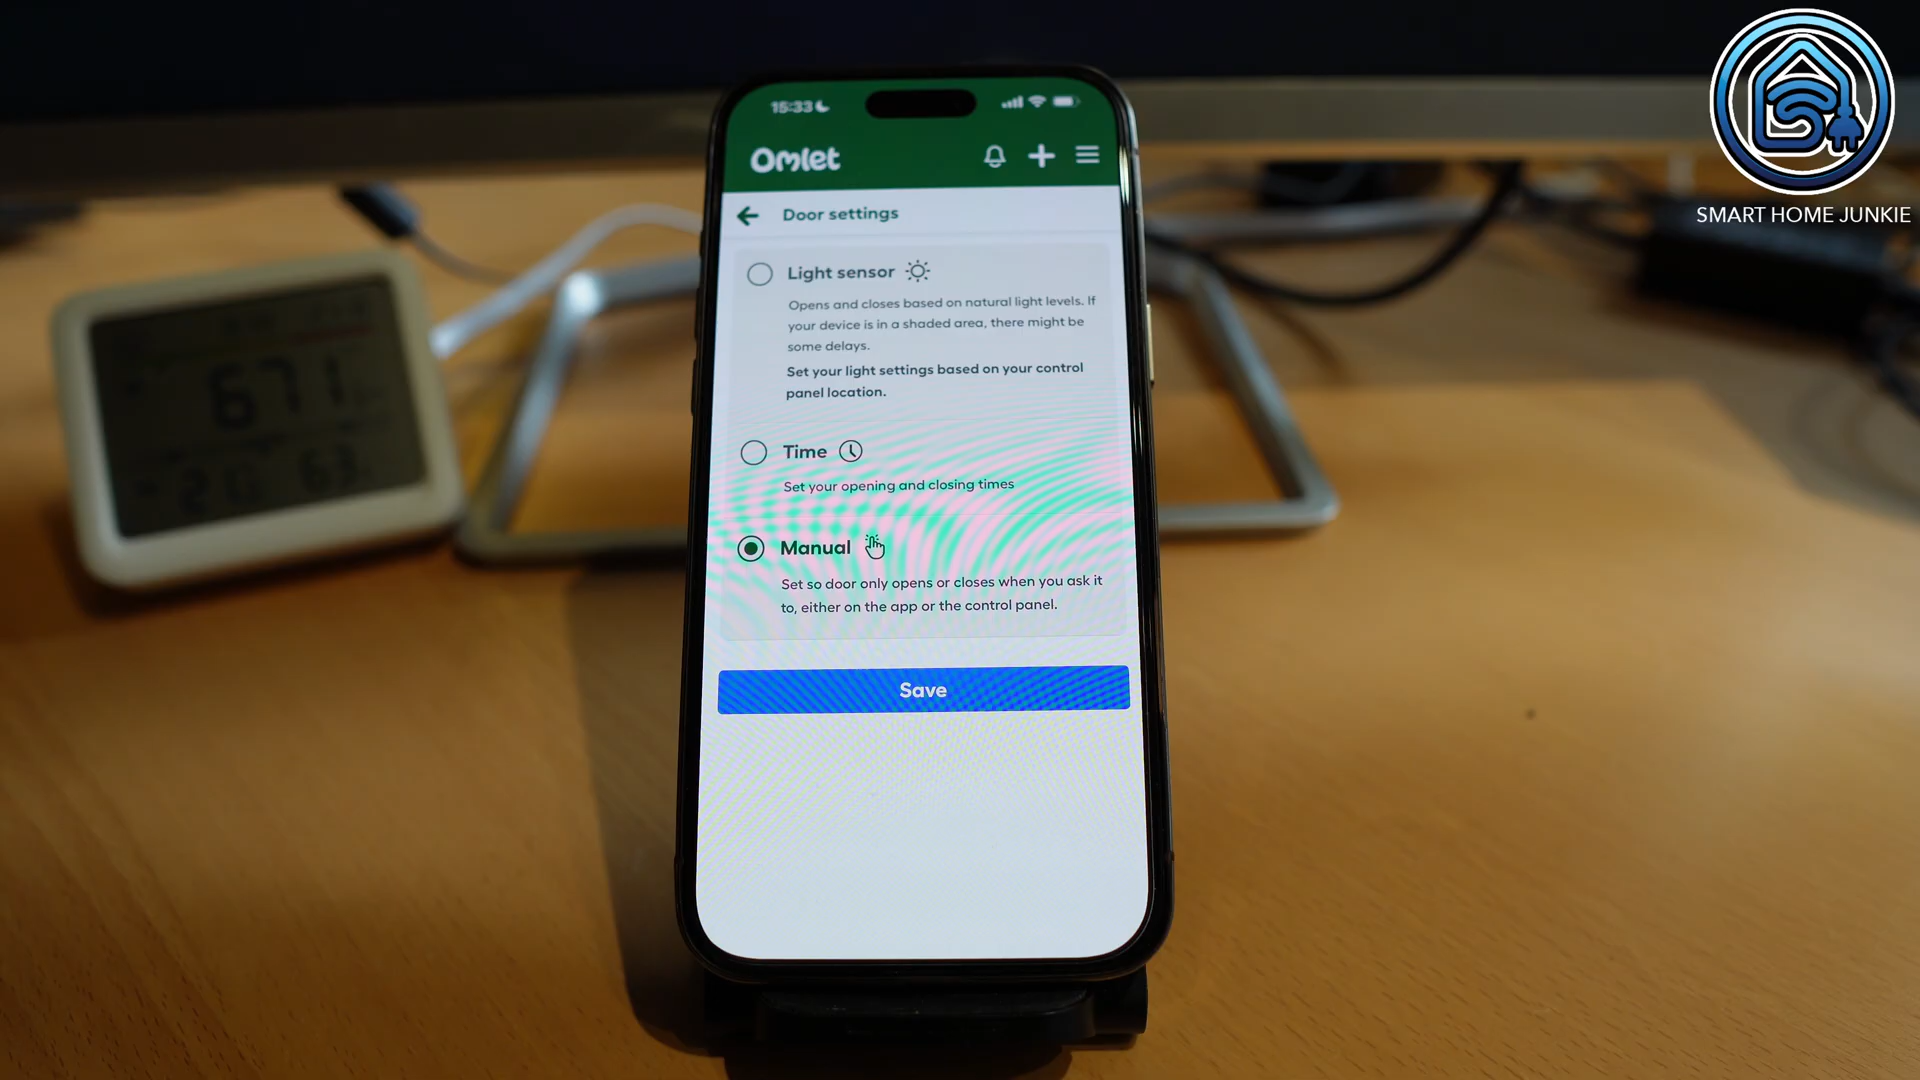 15:33
Omlet
Door settings
Light sensor
Opens and closes based on natural light levels. If
your device is in a shaded area, there might be
some delays.
Set your light settings based on your control
panel location.
Time
Set your opening and closing times
Manual
Set so door only opens or closes when you ask it
to, either on the app or the control panel.
Save
671
SMART HOME JUNKIE